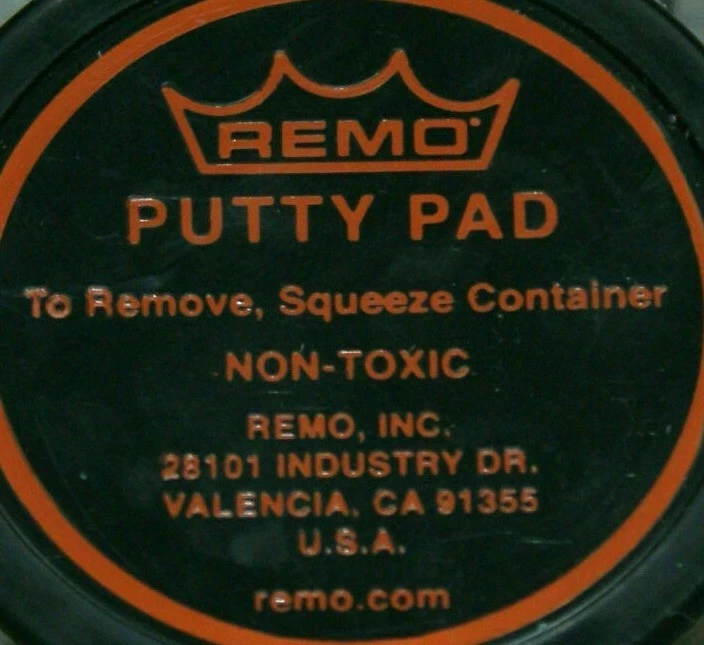 REMO®
PUTTY PAD
To Remove, Squeeze Container
NON-TOXIC
REMO, INC.
28101 INDUSTRY DR.
VALENCIA, CA 91355
U.S.A.
remo.com